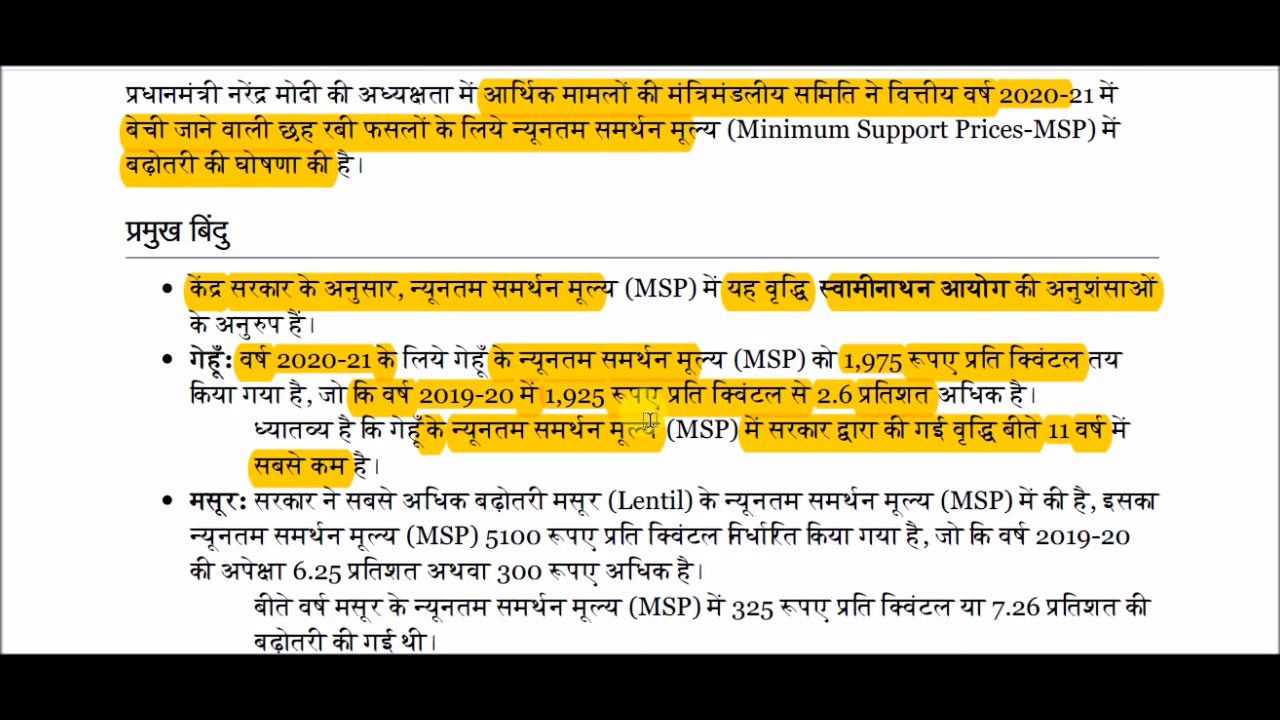 प्रधानमंत्री नरेंद्र मोदी की अध्यक्षता में आर्थिक मामलों की मंत्रिमंडलीय समिति ने वित्तीय वर्ष 2020-21 में
बेची जाने वाली छह रबी फसलों के लिये न्यूनतम समर्थन मूल्य (Minimum Support Prices-MSP) में
बढ़ोतरी की घोषणा की है।
प्रमुख बिंदु
• केंद्र सरकार के अनुसार, न्यूनतम समर्थन मूल्य (MSP) में यह वृद्धि स्वामीनाथन आयोग की अनुशंसाओं
के अनुरुप हैं।
• गेहूँ: वर्ष 2020-21 के लिये गेहूँ के न्यूनतम समर्थन मूल्य (MSP) को 1,975 रूपए प्रति क्विंटल तय
किया गया है, जो कि वर्ष 2019-20 में 1,925 रूपए प्रति क्विंटल से 2.6 प्रतिशत अधिक है।
ध्यातव्य है कि गेहूँ के न्यूनतम समर्थन मूल्य (MSP) में सरकार द्वारा की गई वृद्धि बीते 11 वर्ष में
सबसे कम है।
• मसूर: सरकार ने सबसे अधिक बढ़ोतरी मसूर (Lentil) के न्यूनतम समर्थन मूल्य (MSP) में की है, इसका
न्यूनतम समर्थन मूल्य (MSP) 5100 रूपए प्रति क्विंटल निर्धारित किया गया है, जो कि वर्ष 2019-20
की अपेक्षा 6.25 प्रतिशत अथवा 300 रूपए अधिक है।
बीते वर्ष मसूर के न्यूनतम समर्थन मूल्य (MSP) में 325 रूपए प्रति क्विंटल या 7.26 प्रतिशत की
बढ़ोतरी की गई थी।